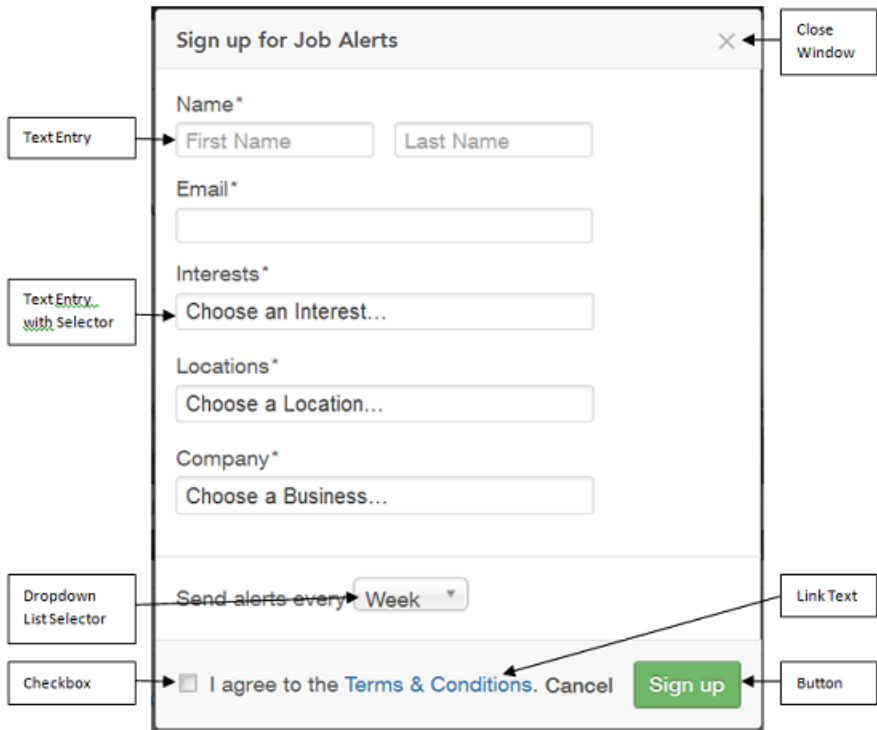 Sign up for Job Alerts
×
Close
Window
Name*
Text Entry
First Name
Last Name
Email*
Interests*
Text Entry
with Selector
Choose an Interest...
Locations*
Choose a Location...
Company*
Choose a Business...
Dropdown
List Selector
Send alerts every
Week
Link Text
Checkbox
I agree to the Terms & Conditions. Cancel
Sign up
Button